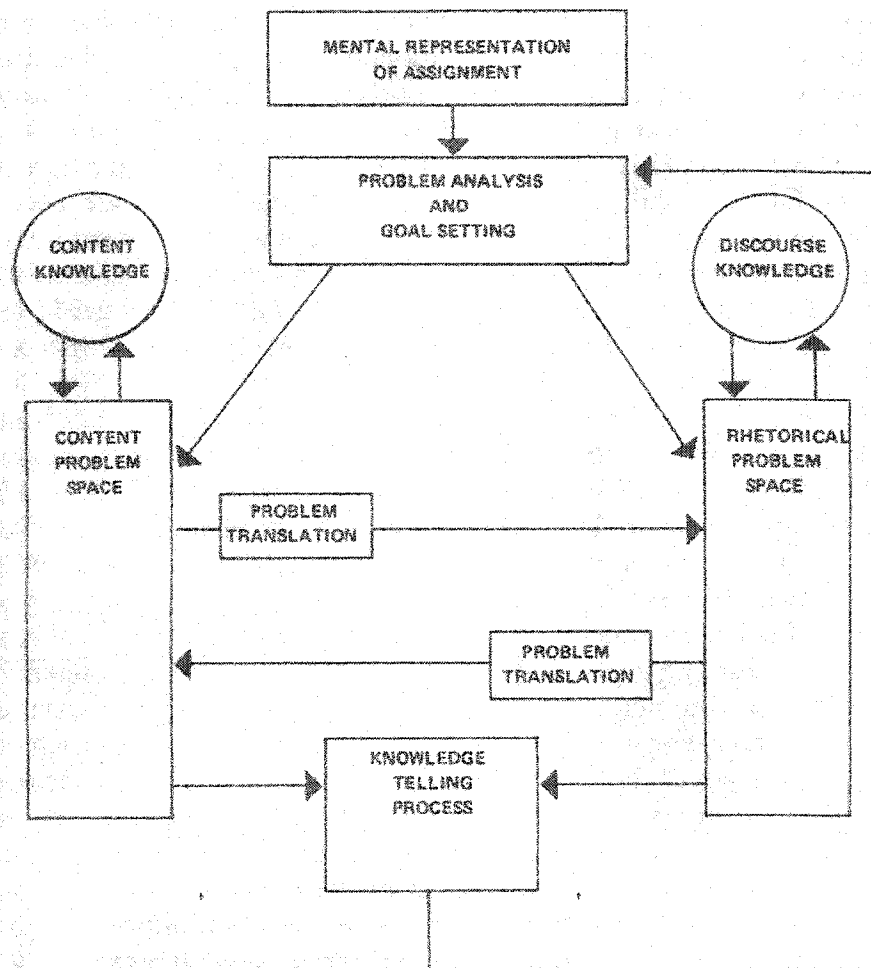 MENTAL REPRESENTATION
OF ASSIGNMENT
PROBLEM ANALYSIS
AND
GOAL SETTING
CONTENT
KNOWLEDGE
DISCOURSE
KNOWLEDGE
CONTENT
PROBLEM
SPACE
RHETORICAL
PROBLEM
SPACE
PROBLEM
TRANSLATION
PROBLEM
TRANSLATION
KNOWLEDGE
TELLING
PROCESS